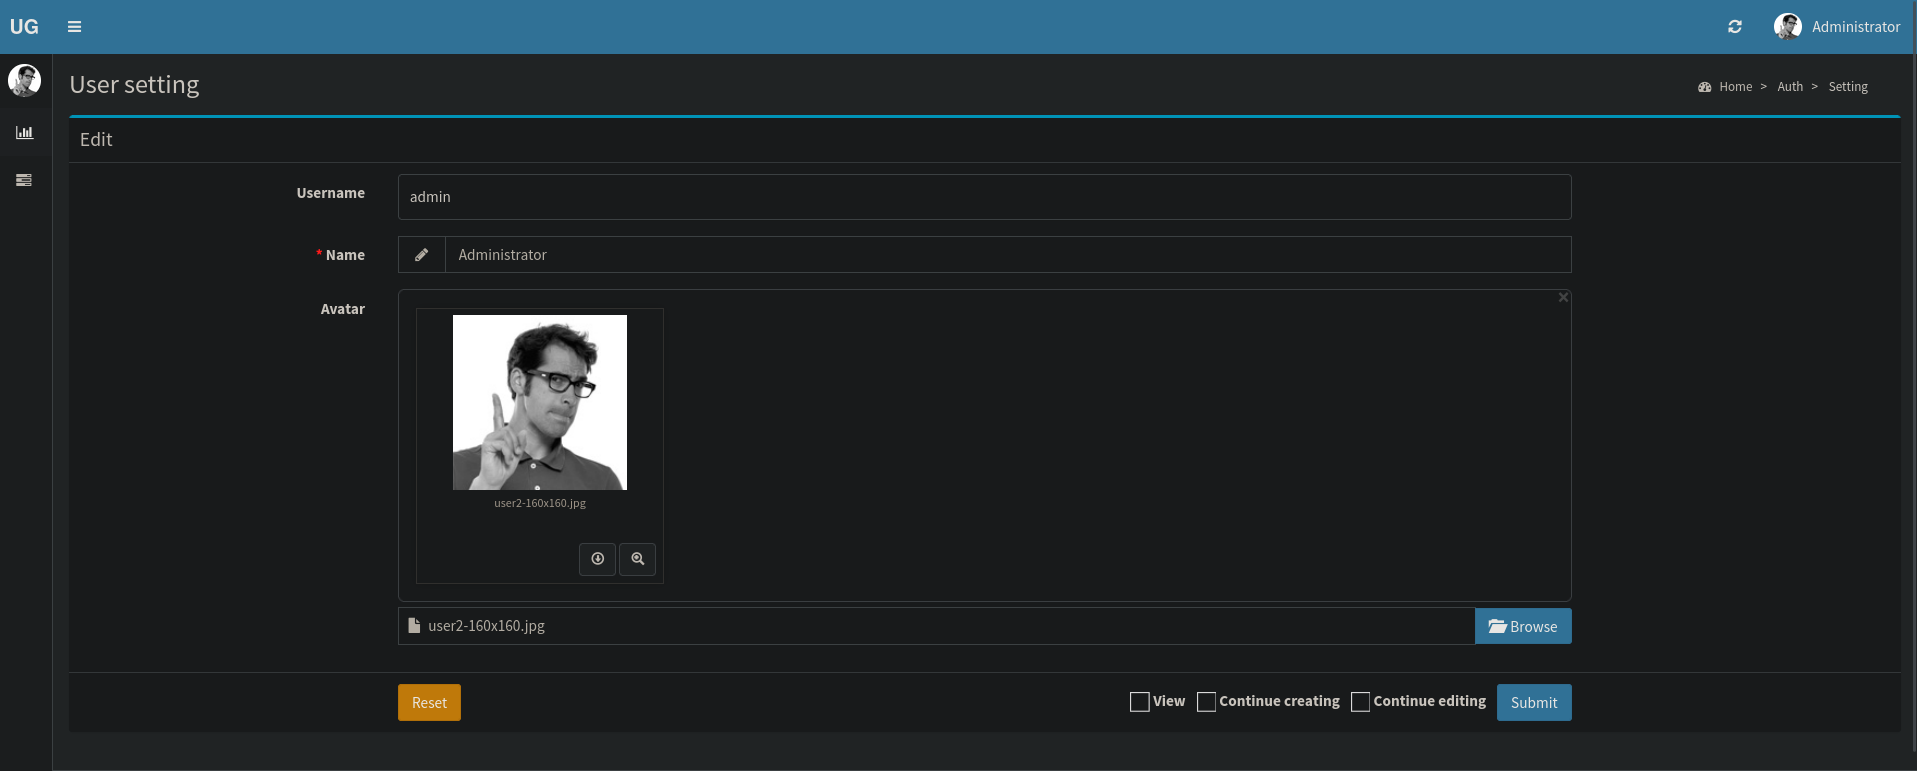 UG
Administrator
User setting
Home > Auth > Setting
Edit
Username
admin
* Name
Administrator
Avatar
user2-160x160.jpg
user2-160x160.jpg
Browse
Reset
View
Continue creating
Continue editing
Submit